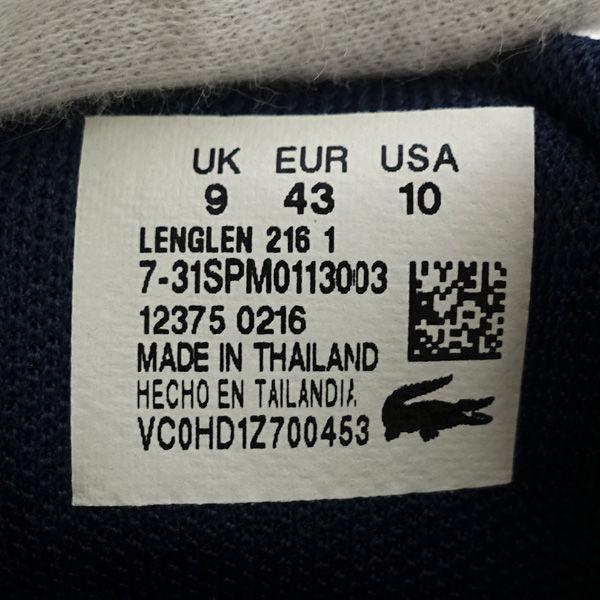 UK EUR USA
9 43 10
LENGLEN 216 1
7-31SPM0113003
12375 0216
MADE IN THAILAND
HECHO EN TAILANDIA
VC0HD1Z700453